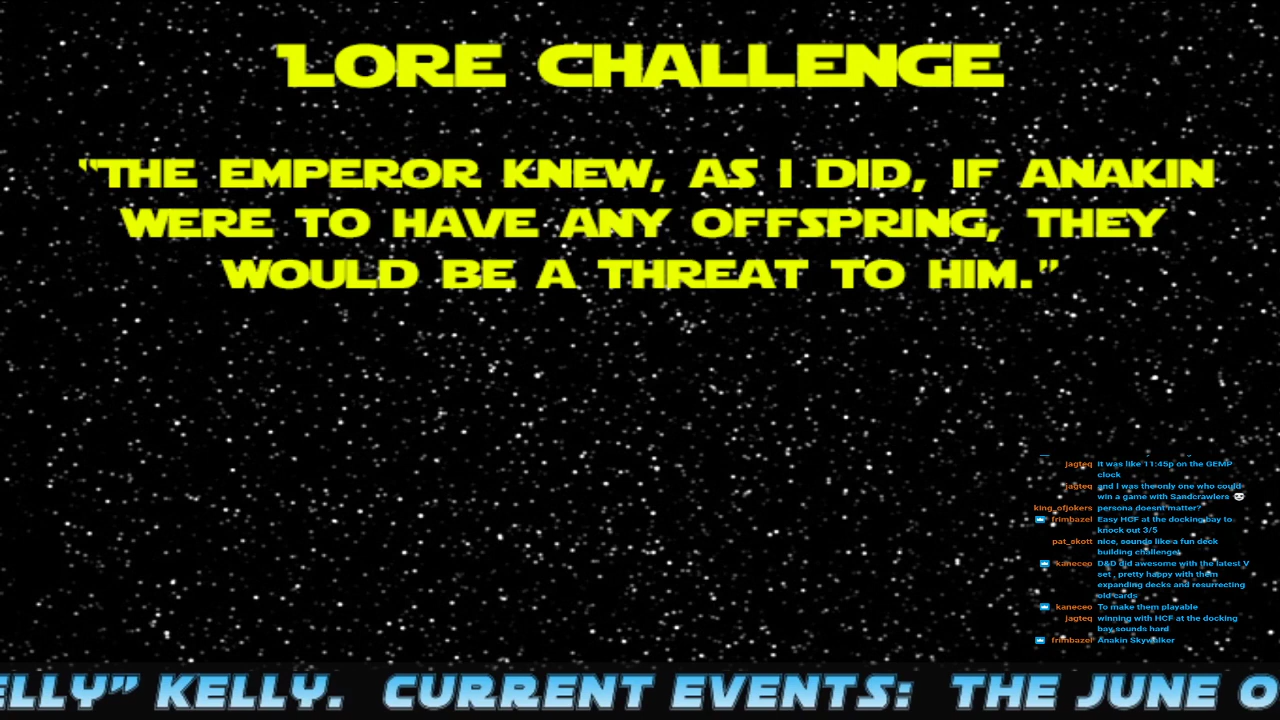 LORE CHALLENGE
"THE EMPEROR KNEW, AS I DID, IF ANAKIN
WERE TO HAVE ANY OFFSPRING, THEY
WOULD BE A THREAT TO HIM."
jagteq It was like 11:45p on the GEMP
clock
jagteq and I was the only one who could
win a game with Sandcrawlers
king_ofjokers persona doesnt matter?
frimbazel Easy HCF at the docking bay to
knock out 3/5
pat_skott nice, sounds like a fun deck
building challenge!
kaneceo D&D did awesome with the latest V
set , pretty happy with them
expanding decks and resurrecting
old cards
kaneceo To make them playable
jagteq winning with HCF at the docking
bay sounds hard
frimbazel Anakin Skywalker
ELLY" KELLY. CURRENT EVENTS: THE JUNE O